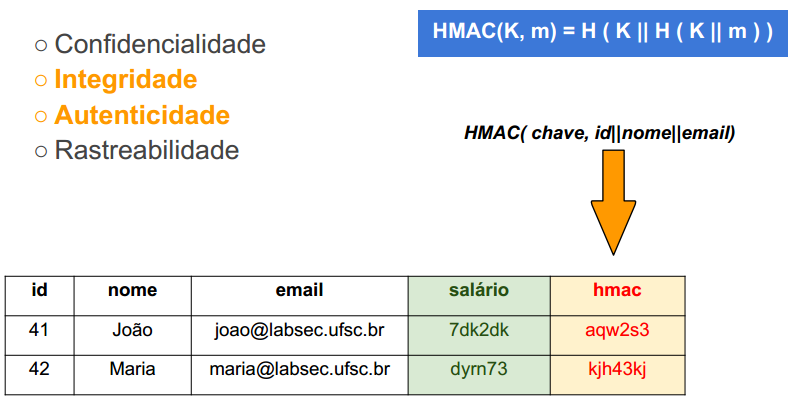 HMAC(K, m) = H ( K || H ( K || m ) )
○ Confidencialidade
○ Integridade
○ Autenticidade
○ Rastreabilidade
HMAC( chave, id||nome||email)
id nome email salário hmac
41 João joao@labsec.ufsc.br 7dk2dk aqw2s3
42 Maria maria@labsec.ufsc.br dyrn73 kjh43kj